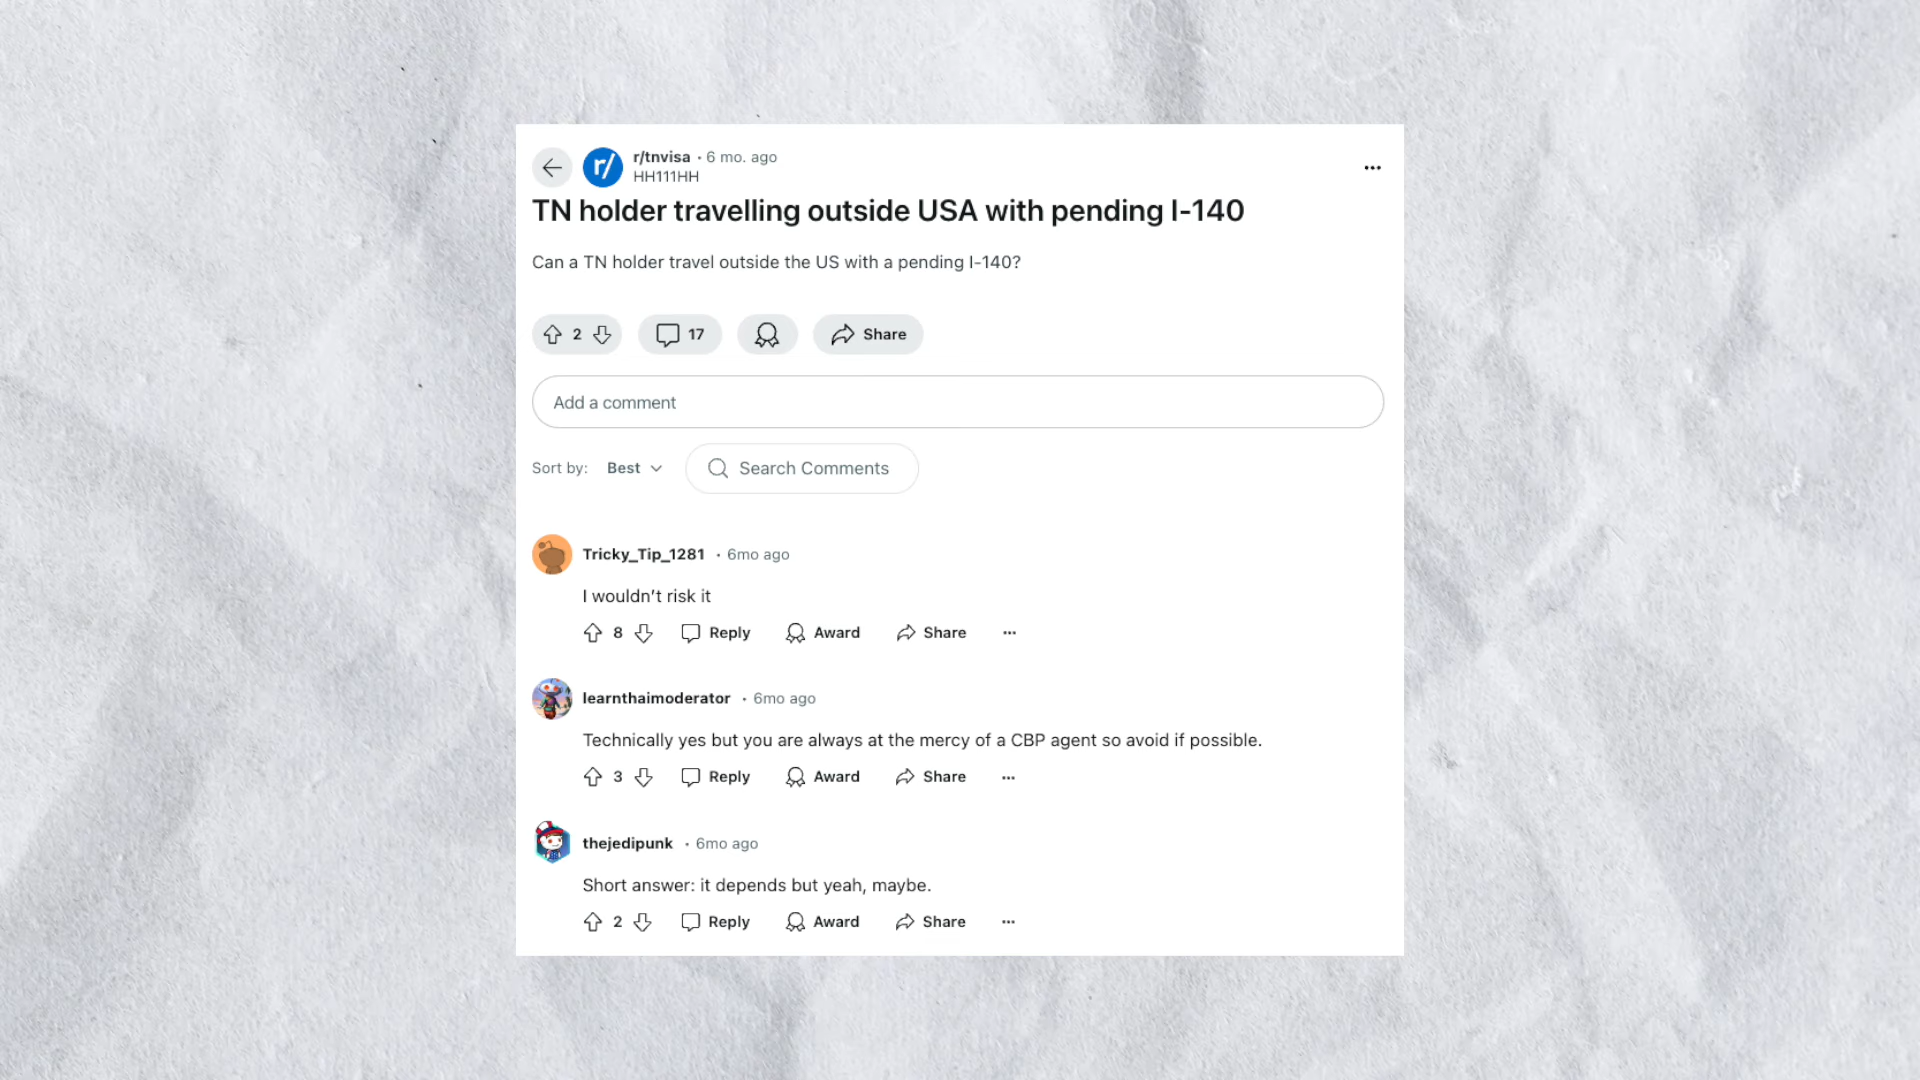 r/ r/tnvisa • 6 mo. ago
HH111HH
TN holder travelling outside USA with pending I-140
Can a TN holder travel outside the US with a pending I-140?
2 17 Share
Add a comment
Sort by: Best Search Comments
Tricky_Tip_1281 • 6mo ago
I wouldn't risk it
8 Reply Award Share
learnthaimoderator • 6mo ago
Technically yes but you are always at the mercy of a CBP agent so avoid if possible.
3 Reply Award Share
thejedipunk • 6mo ago
Short answer: it depends but yeah, maybe.
2 Reply Award Share